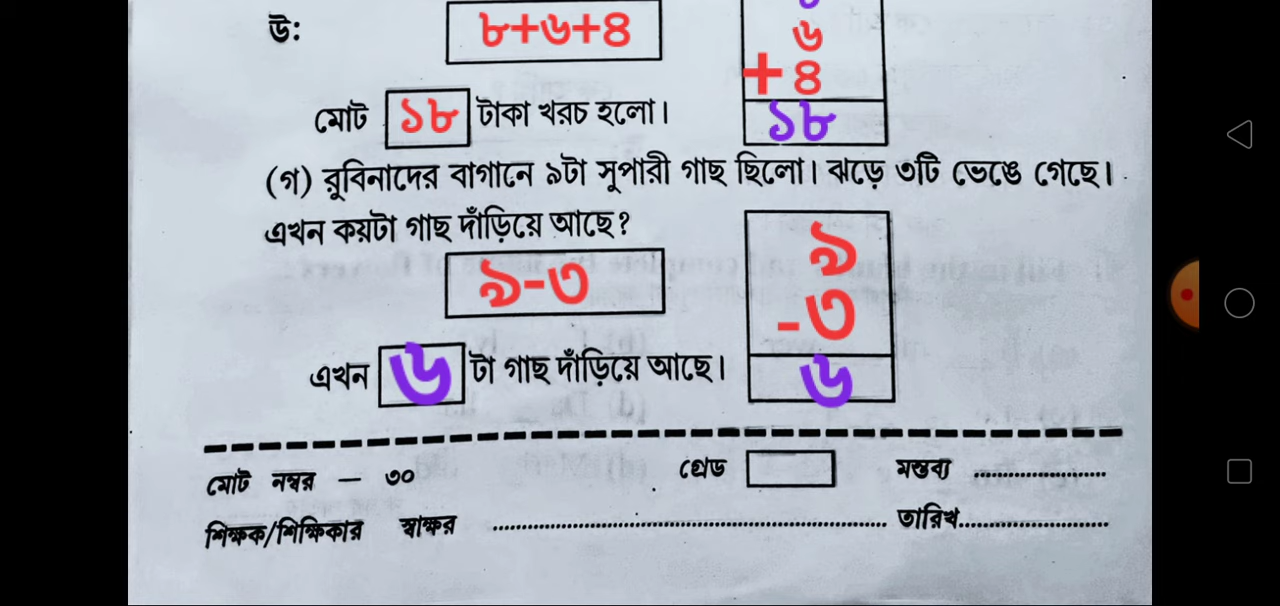 উঃ ৮+৬+৪
৬
+ ৪
১৮
মোট ১৮ টাকা খরচ হলো।
(গ) রুবিনাদের বাগানে ৯টা সুপারী গাছ ছিলো। ঝড়ে ৩টি ভেঙে গেছে।
এখন কয়টা গাছ দাঁড়িয়ে আছে?
৯-৩
৯
-৩
৬
এখন ৬ টা গাছ দাঁড়িয়ে আছে।
মোট নম্বর — ৩০ গ্রেড মন্তব্য ......................
শিক্ষক/শিক্ষিকার স্বাক্ষর ...................................................................... তারিখ.........................